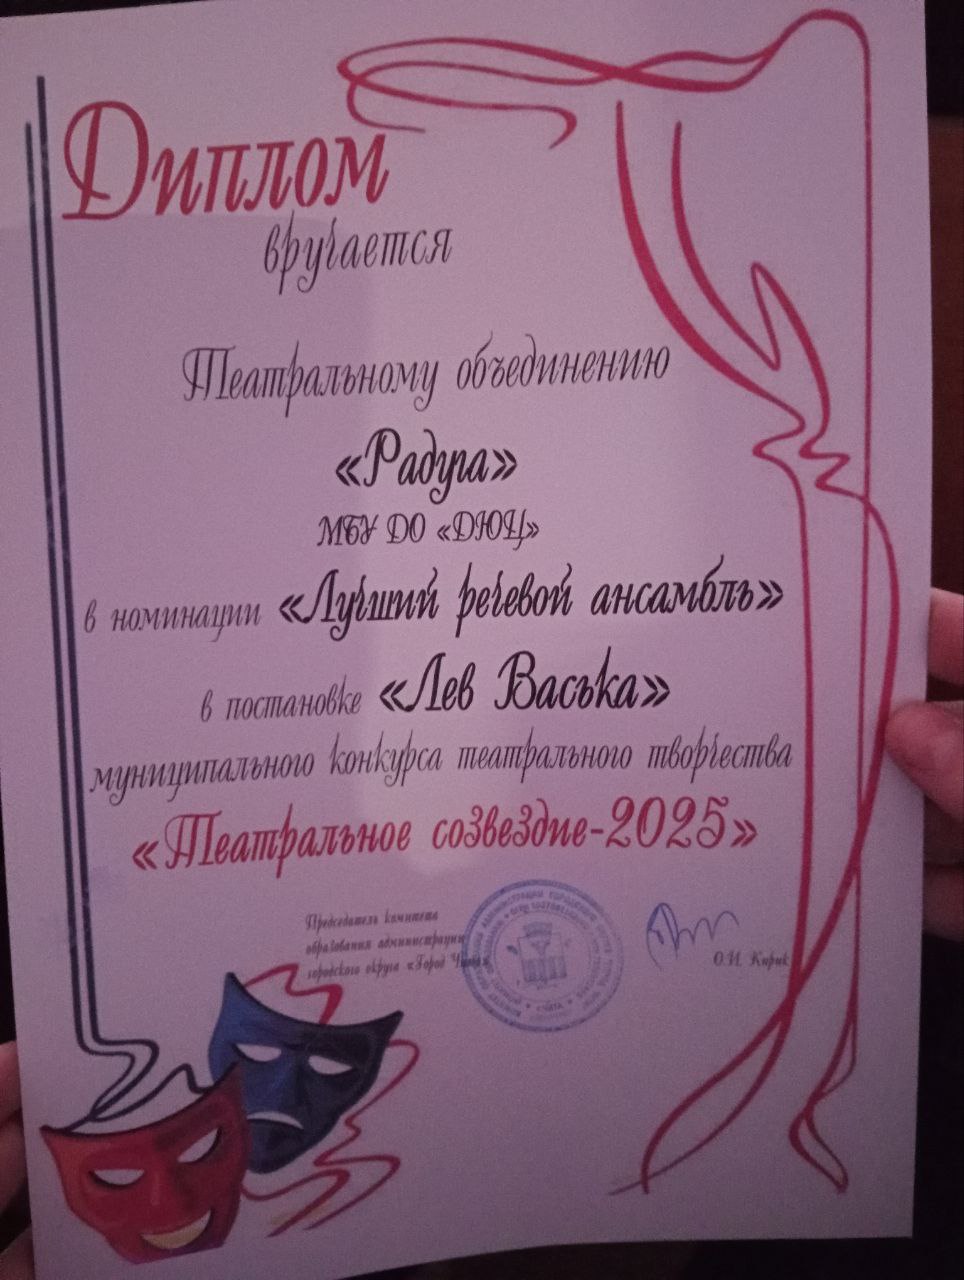 Диплом
вручается
Театральному объединению
«Радуга»
МБУ ДО «ДЮЦ»
в номинации «Лучший речевой ансамбль»
в постановке «Лев Васька»
муниципального конкурса театрального творчества
«Театральное созвездие-2025»
Председатель комитета
образования администрации
городского округа «Город Чита»
О.И. Кирик